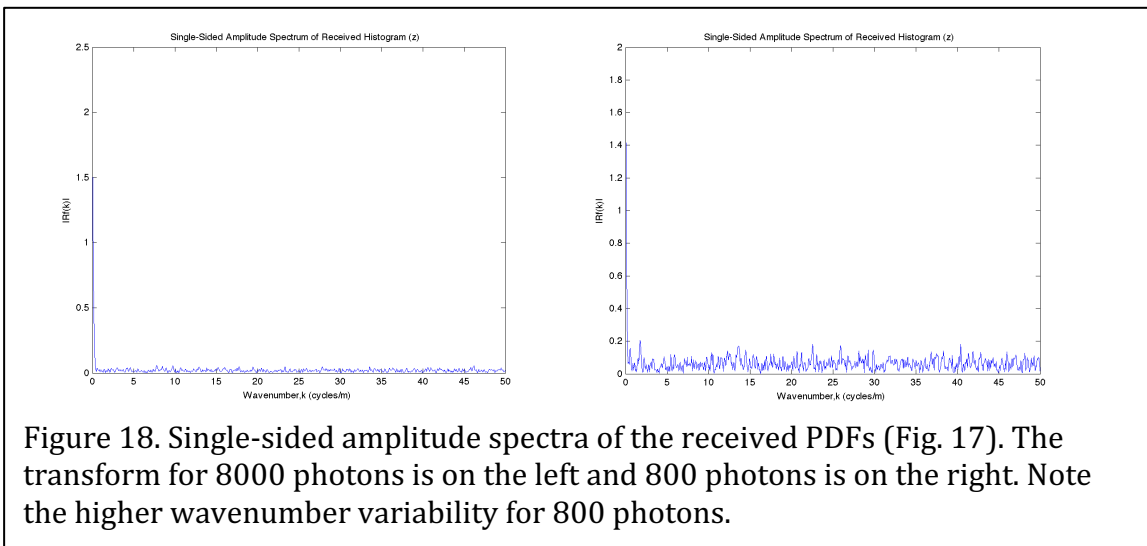 Single-Sided Amplitude Spectrum of Received Histogram (z)
2.5
2
1.5
1
0.5
0
|Rf(k)|
0 5 10 15 20 25 30 35 40 45 50
Wavenumber,k (cycles/m)
Single-Sided Amplitude Spectrum of Received Histogram (z)
2
1.8
1.6
1.4
1.2
1
0.8
0.6
0.4
0.2
0
|Rf(k)|
0 5 10 15 20 25 30 35 40 45 50
Wavenumber,k (cycles/m)
Figure 18. Single-sided amplitude spectra of the received PDFs (Fig. 17). The
transform for 8000 photons is on the left and 800 photons is on the right. Note
the higher wavenumber variability for 800 photons.